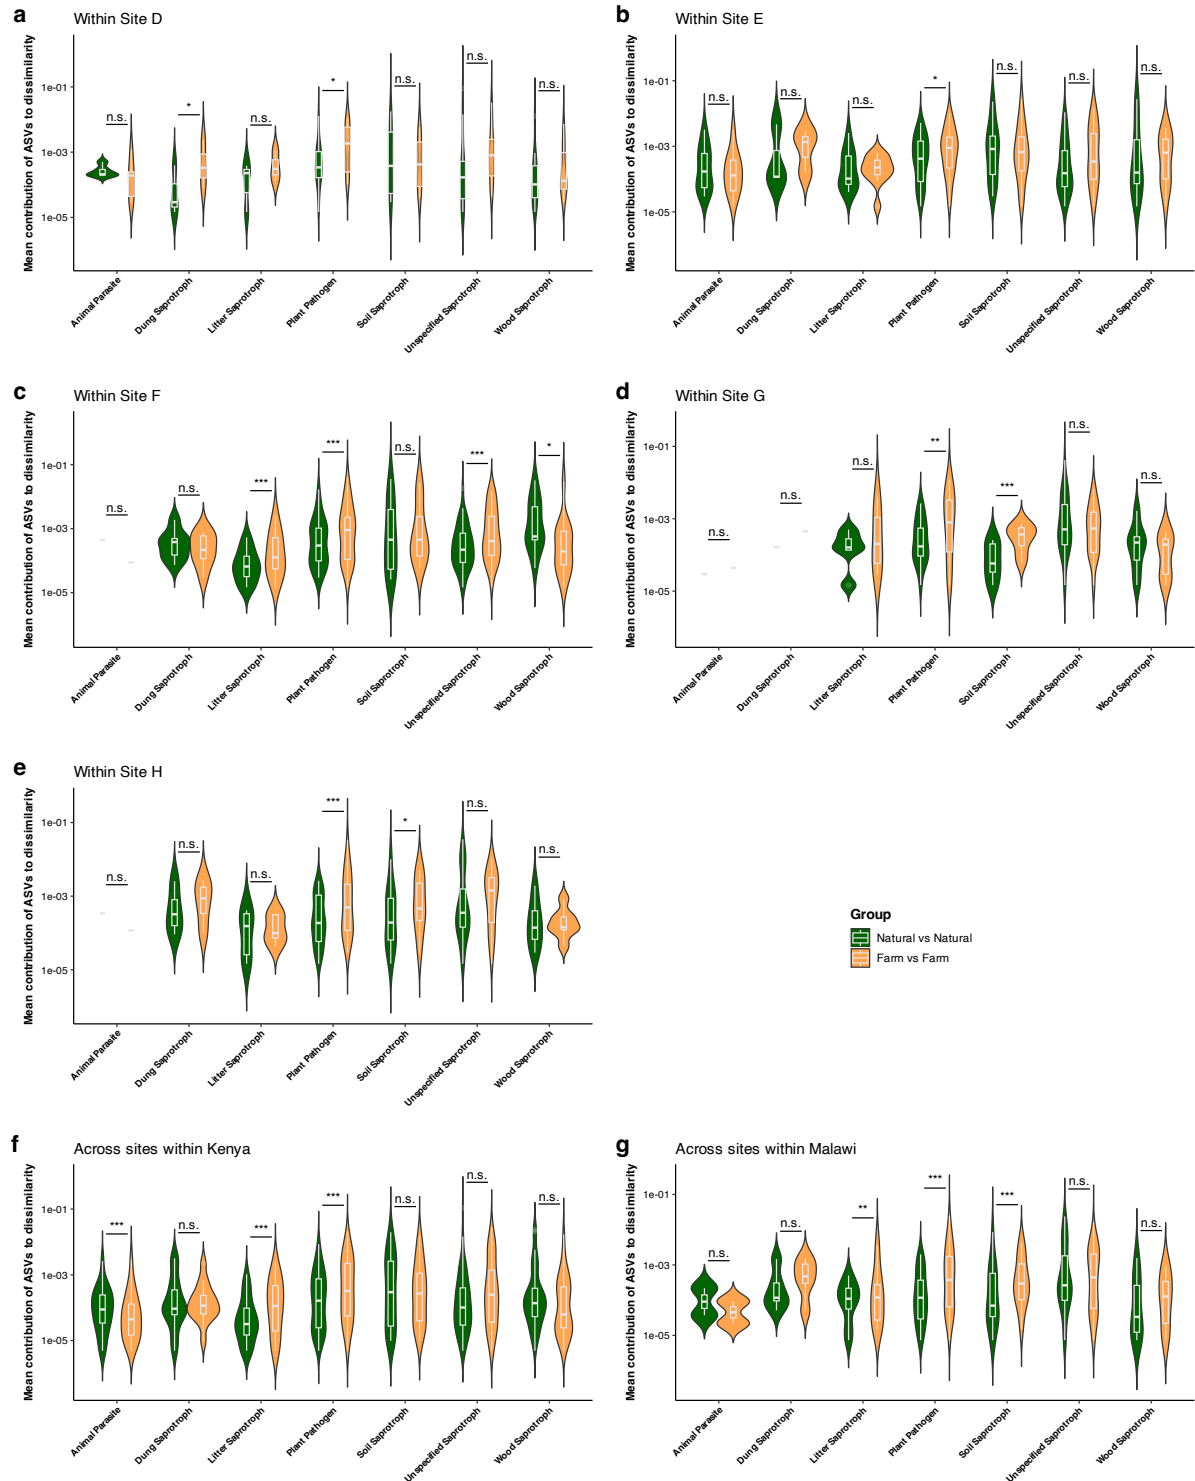 a
Within Site D
Mean contribution of ASVs to dissimilarity
1e-01
1e-03
1e-05
n.s.
*
n.s.
*
n.s.
n.s.
n.s.
Animal Parasite
Dung Saprotroph
Litter Saprotroph
Plant Pathogen
Soil Saprotroph
Unspecified Saprotroph
Wood Saprotroph
b
Within Site E
Mean contribution of ASVs to dissimilarity
1e-01
1e-03
1e-05
n.s.
n.s.
n.s.
*
n.s.
n.s.
n.s.
Animal Parasite
Dung Saprotroph
Litter Saprotroph
Plant Pathogen
Soil Saprotroph
Unspecified Saprotroph
Wood Saprotroph
c
Within Site F
Mean contribution of ASVs to dissimilarity
1e-01
1e-03
1e-05
n.s.
n.s.
***
***
n.s.
***
*
Animal Parasite
Dung Saprotroph
Litter Saprotroph
Plant Pathogen
Soil Saprotroph
Unspecified Saprotroph
Wood Saprotroph
d
Within Site G
Mean contribution of ASVs to dissimilarity
1e-01
1e-03
1e-05
n.s.
n.s.
n.s.
**
***
n.s.
n.s.
Animal Parasite
Dung Saprotroph
Litter Saprotroph
Plant Pathogen
Soil Saprotroph
Unspecified Saprotroph
Wood Saprotroph
e
Within Site H
Mean contribution of ASVs to dissimilarity
1e-01
1e-03
1e-05
n.s.
n.s.
n.s.
***
*
n.s.
n.s.
Animal Parasite
Dung Saprotroph
Litter Saprotroph
Plant Pathogen
Soil Saprotroph
Unspecified Saprotroph
Wood Saprotroph
Group
Natural vs Natural
Farm vs Farm
f
Across sites within Kenya
Mean contribution of ASVs to dissimilarity
1e-01
1e-03
1e-05
***
n.s.
***
***
n.s.
n.s.
n.s.
Animal Parasite
Dung Saprotroph
Litter Saprotroph
Plant Pathogen
Soil Saprotroph
Unspecified Saprotroph
Wood Saprotroph
g
Across sites within Malawi
Mean contribution of ASVs to dissimilarity
1e-01
1e-03
1e-05
n.s.
n.s.
**
***
***
n.s.
n.s.
Animal Parasite
Dung Saprotroph
Litter Saprotroph
Plant Pathogen
Soil Saprotroph
Unspecified Saprotroph
Wood Saprotroph